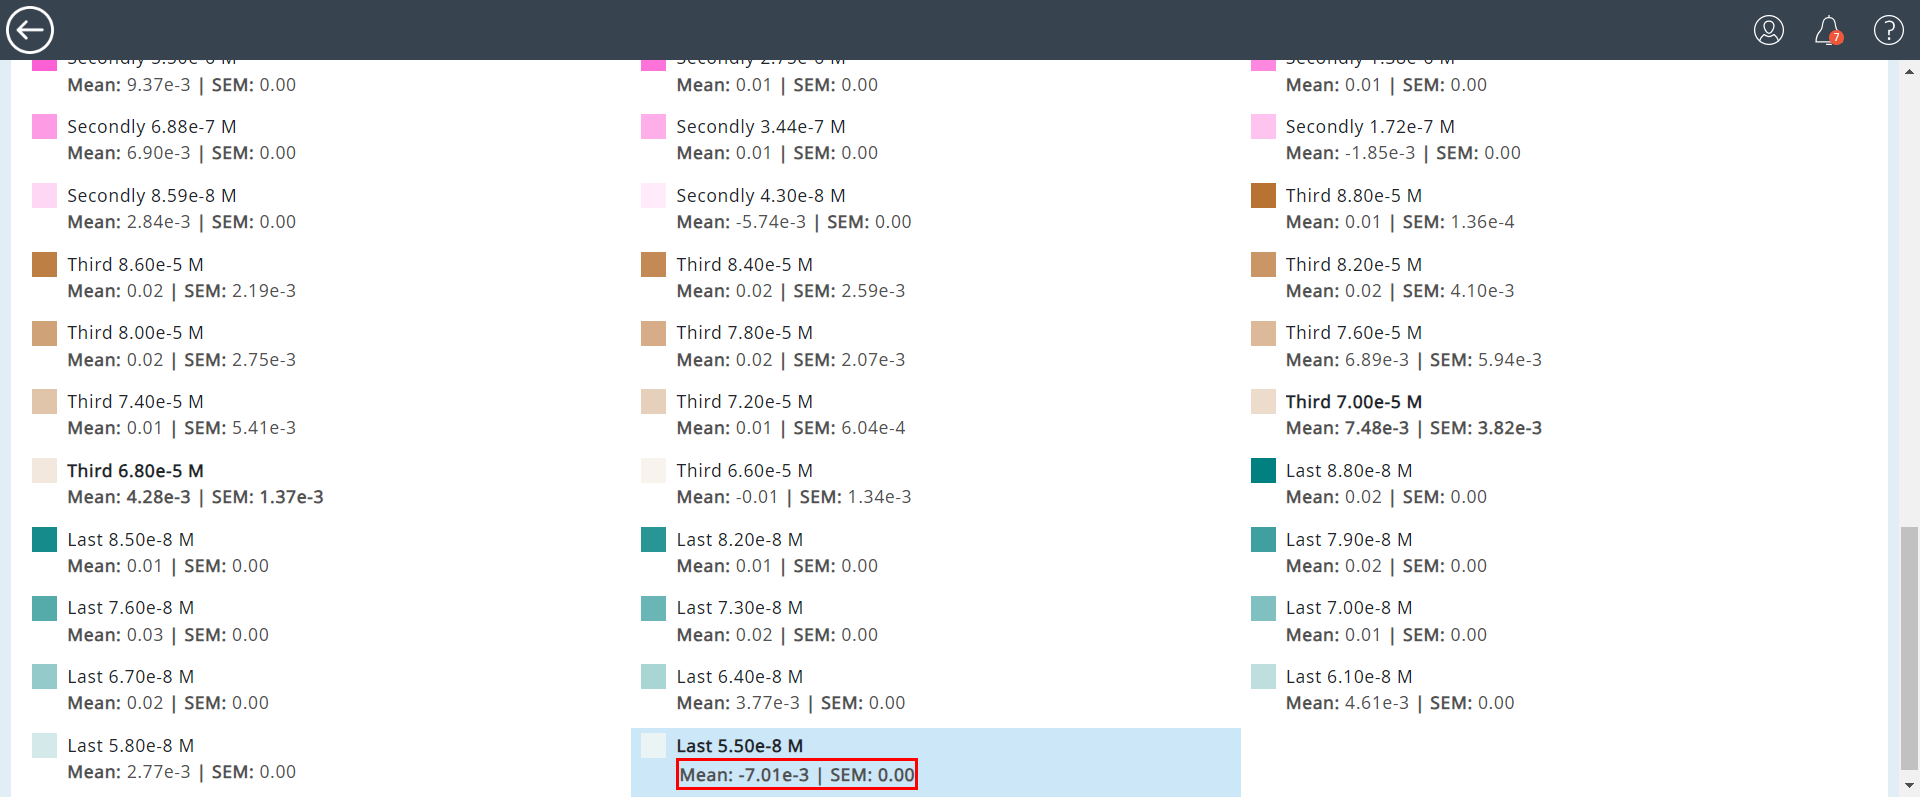 7
?
Mean: 9.37e-3 | SEM: 0.00
Mean: 0.01 | SEM: 0.00
Mean: 0.01 | SEM: 0.00
Secondly 6.88e-7 M
Mean: 6.90e-3 | SEM: 0.00
Secondly 3.44e-7 M
Mean: 0.01 | SEM: 0.00
Secondly 1.72e-7 M
Mean: -1.85e-3 | SEM: 0.00
Secondly 8.59e-8 M
Mean: 2.84e-3 | SEM: 0.00
Secondly 4.30e-8 M
Mean: -5.74e-3 | SEM: 0.00
Third 8.80e-5 M
Mean: 0.01 | SEM: 1.36e-4
Third 8.60e-5 M
Mean: 0.02 | SEM: 2.19e-3
Third 8.40e-5 M
Mean: 0.02 | SEM: 2.59e-3
Third 8.20e-5 M
Mean: 0.02 | SEM: 4.10e-3
Third 8.00e-5 M
Mean: 0.02 | SEM: 2.75e-3
Third 7.80e-5 M
Mean: 0.02 | SEM: 2.07e-3
Third 7.60e-5 M
Mean: 6.89e-3 | SEM: 5.94e-3
Third 7.40e-5 M
Mean: 0.01 | SEM: 5.41e-3
Third 7.20e-5 M
Mean: 0.01 | SEM: 6.04e-4
Third 7.00e-5 M
Mean: 7.48e-3 | SEM: 3.82e-3
Third 6.80e-5 M
Mean: 4.28e-3 | SEM: 1.37e-3
Third 6.60e-5 M
Mean: -0.01 | SEM: 1.34e-3
Last 8.80e-8 M
Mean: 0.02 | SEM: 0.00
Last 8.50e-8 M
Mean: 0.01 | SEM: 0.00
Last 8.20e-8 M
Mean: 0.01 | SEM: 0.00
Last 7.90e-8 M
Mean: 0.02 | SEM: 0.00
Last 7.60e-8 M
Mean: 0.03 | SEM: 0.00
Last 7.30e-8 M
Mean: 0.02 | SEM: 0.00
Last 7.00e-8 M
Mean: 0.01 | SEM: 0.00
Last 6.70e-8 M
Mean: 0.02 | SEM: 0.00
Last 6.40e-8 M
Mean: 3.77e-3 | SEM: 0.00
Last 6.10e-8 M
Mean: 4.61e-3 | SEM: 0.00
Last 5.80e-8 M
Mean: 2.77e-3 | SEM: 0.00
Last 5.50e-8 M
Mean: -7.01e-3 | SEM: 0.00